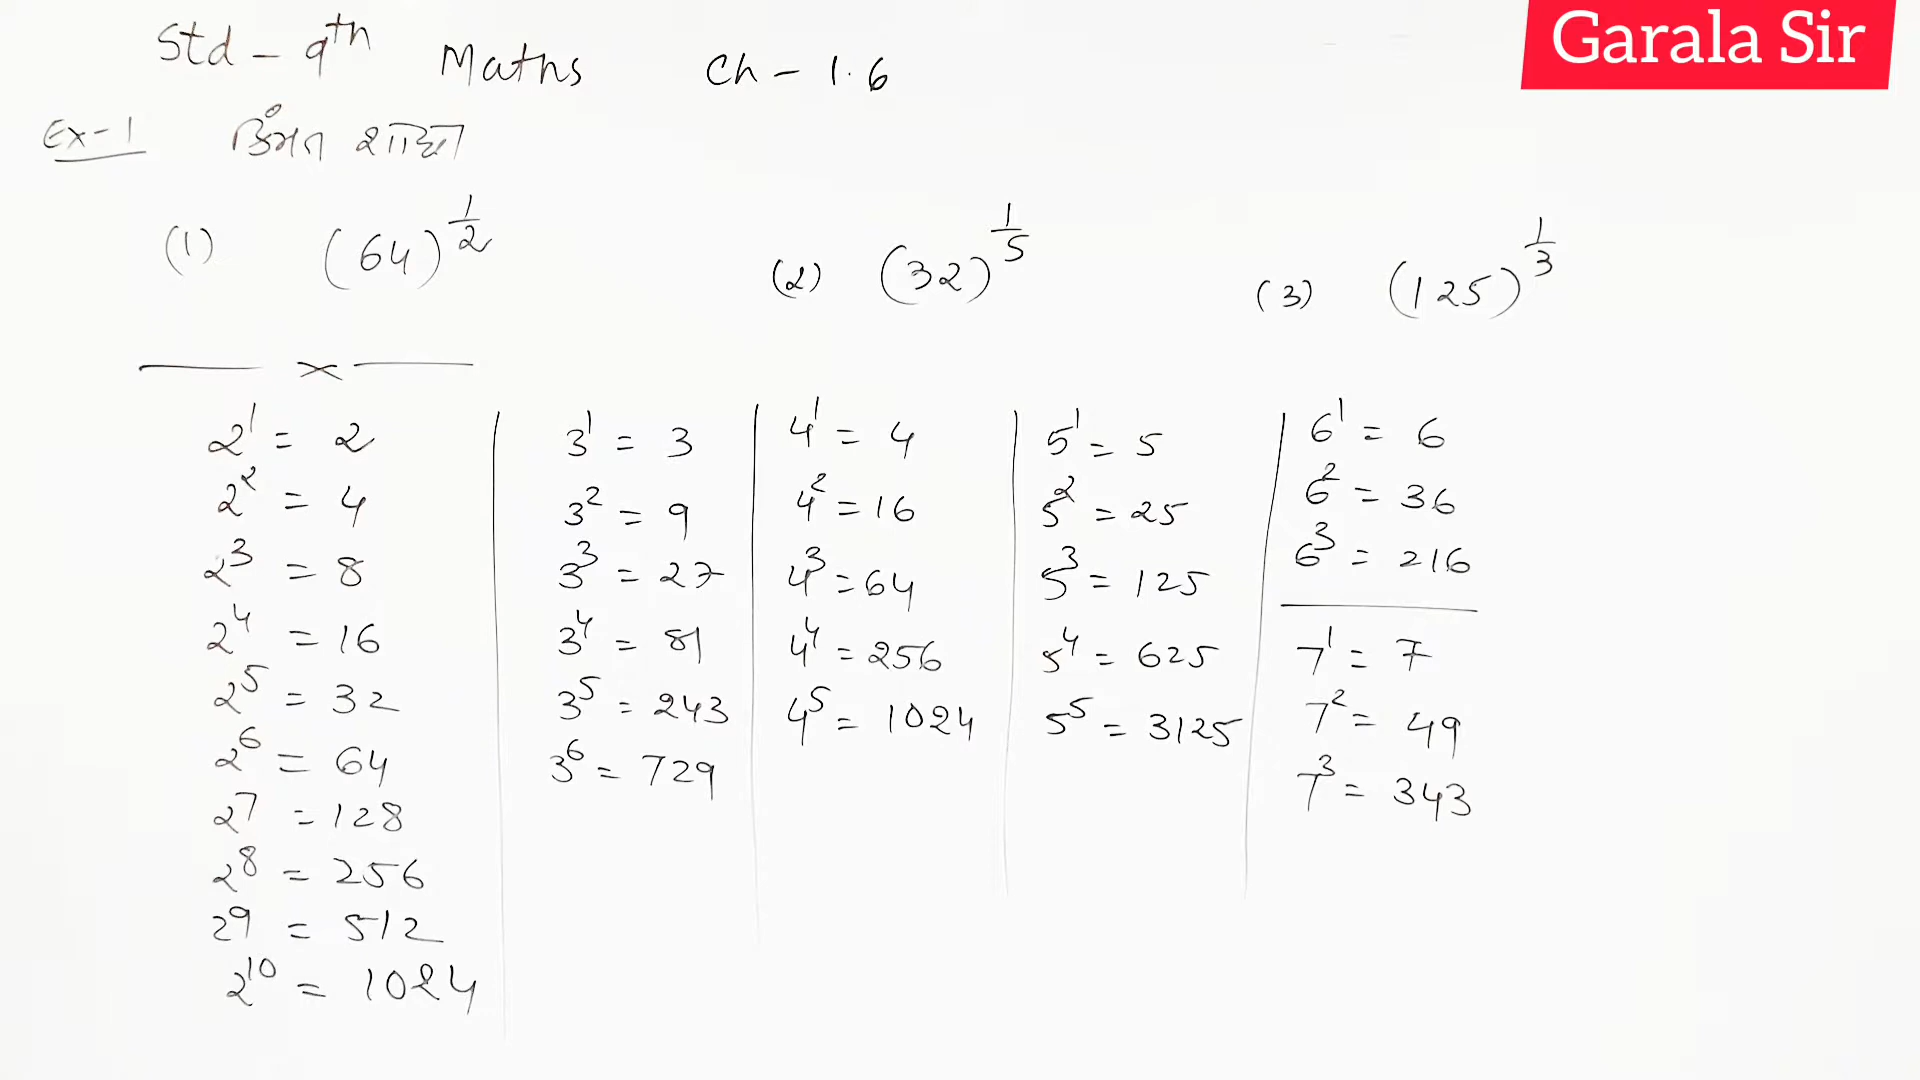 Garala Sir
Std - 9th Maths Ch - 1.6
Ex-1 કિંમત શોધો
(1) (64)^(1/2) (2) (32)^(1/5) (3) (125)^(1/3)
—— × ——
2^1 = 2
2^2 = 4
2^3 = 8
2^4 = 16
2^5 = 32
2^6 = 64
2^7 = 128
2^8 = 256
2^9 = 512
2^10 = 1024
3^1 = 3
3^2 = 9
3^3 = 27
3^4 = 81
3^5 = 243
3^6 = 729
4^1 = 4
4^2 = 16
4^3 = 64
4^4 = 256
4^5 = 1024
5^1 = 5
5^2 = 25
5^3 = 125
5^4 = 625
5^5 = 3125
6^1 = 6
6^2 = 36
6^3 = 216
7^1 = 7
7^2 = 49
7^3 = 343